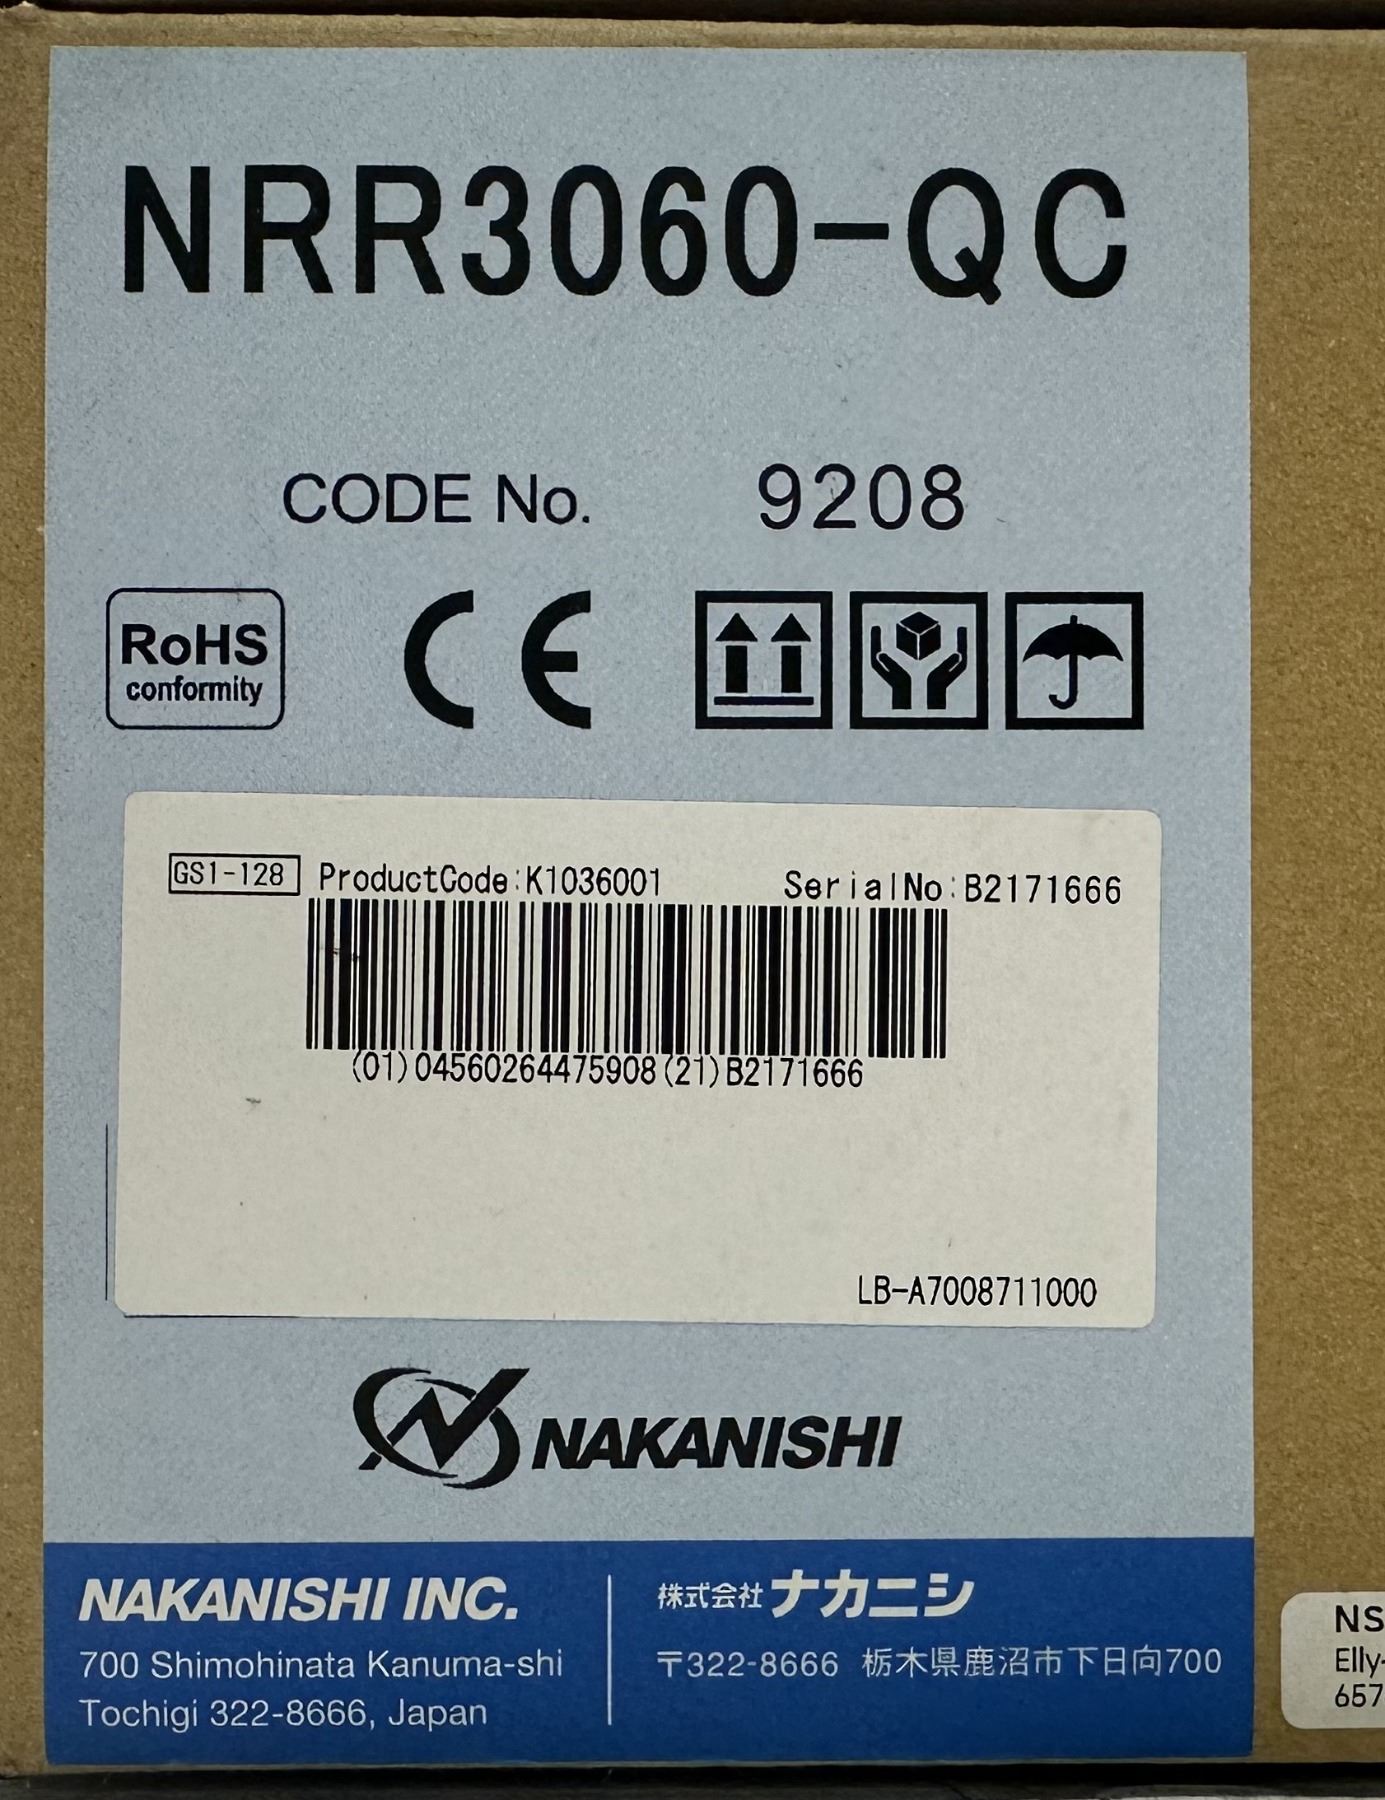 NRR3060-QC
CODE No. 9208
RoHS
conformity
CE
GS1-128 ProductCode:K1036001 SerialNo:B2171666
(01)04560264475908(21)B2171666
LB-A7008711000
NAKANISHI
NAKANISHI INC.
700 Shimohinata Kanuma-shi
Tochigi 322-8666, Japan
株式会社ナカニシ
〒322-8666 栃木県鹿沼市下日向700
NS
Elly-
657